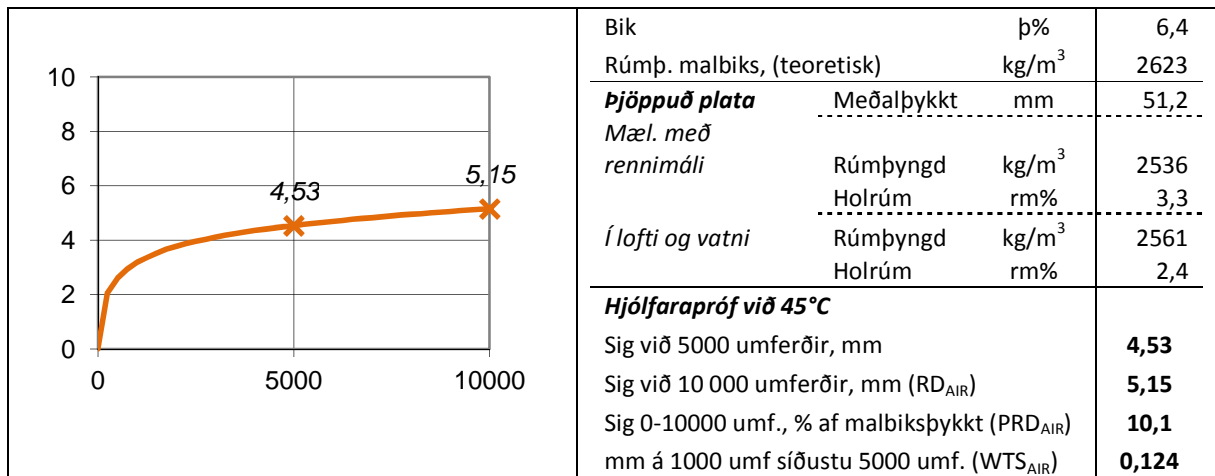 10
8
6
4
2
0
4,53
5,15
0 5000 10000
Bik þ% 6,4
Rúmþ. malbiks, (teoretisk) kg/m³ 2623
Þjöppuð plata Meðalþykkt mm 51,2
Mæl. með
rennimáli Rúmþyngd kg/m³ 2536
Holrúm rm% 3,3
Í lofti og vatni Rúmþyngd kg/m³ 2561
Holrúm rm% 2,4
Hjólfarapróf við 45°C
Sig við 5000 umferðir, mm 4,53
Sig við 10 000 umferðir, mm (RD_AIR) 5,15
Sig 0-10000 umf., % af malbiksþykkt (PRD_AIR) 10,1
mm á 1000 umf síðustu 5000 umf. (WTS_AIR) 0,124